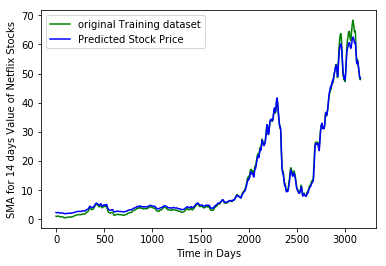 original Training dataset
Predicted Stock Price
SMA for 14 days Value of Netflix Stocks
70
60
50
40
30
20
10
0
0 500 1000 1500 2000 2500 3000
Time in Days